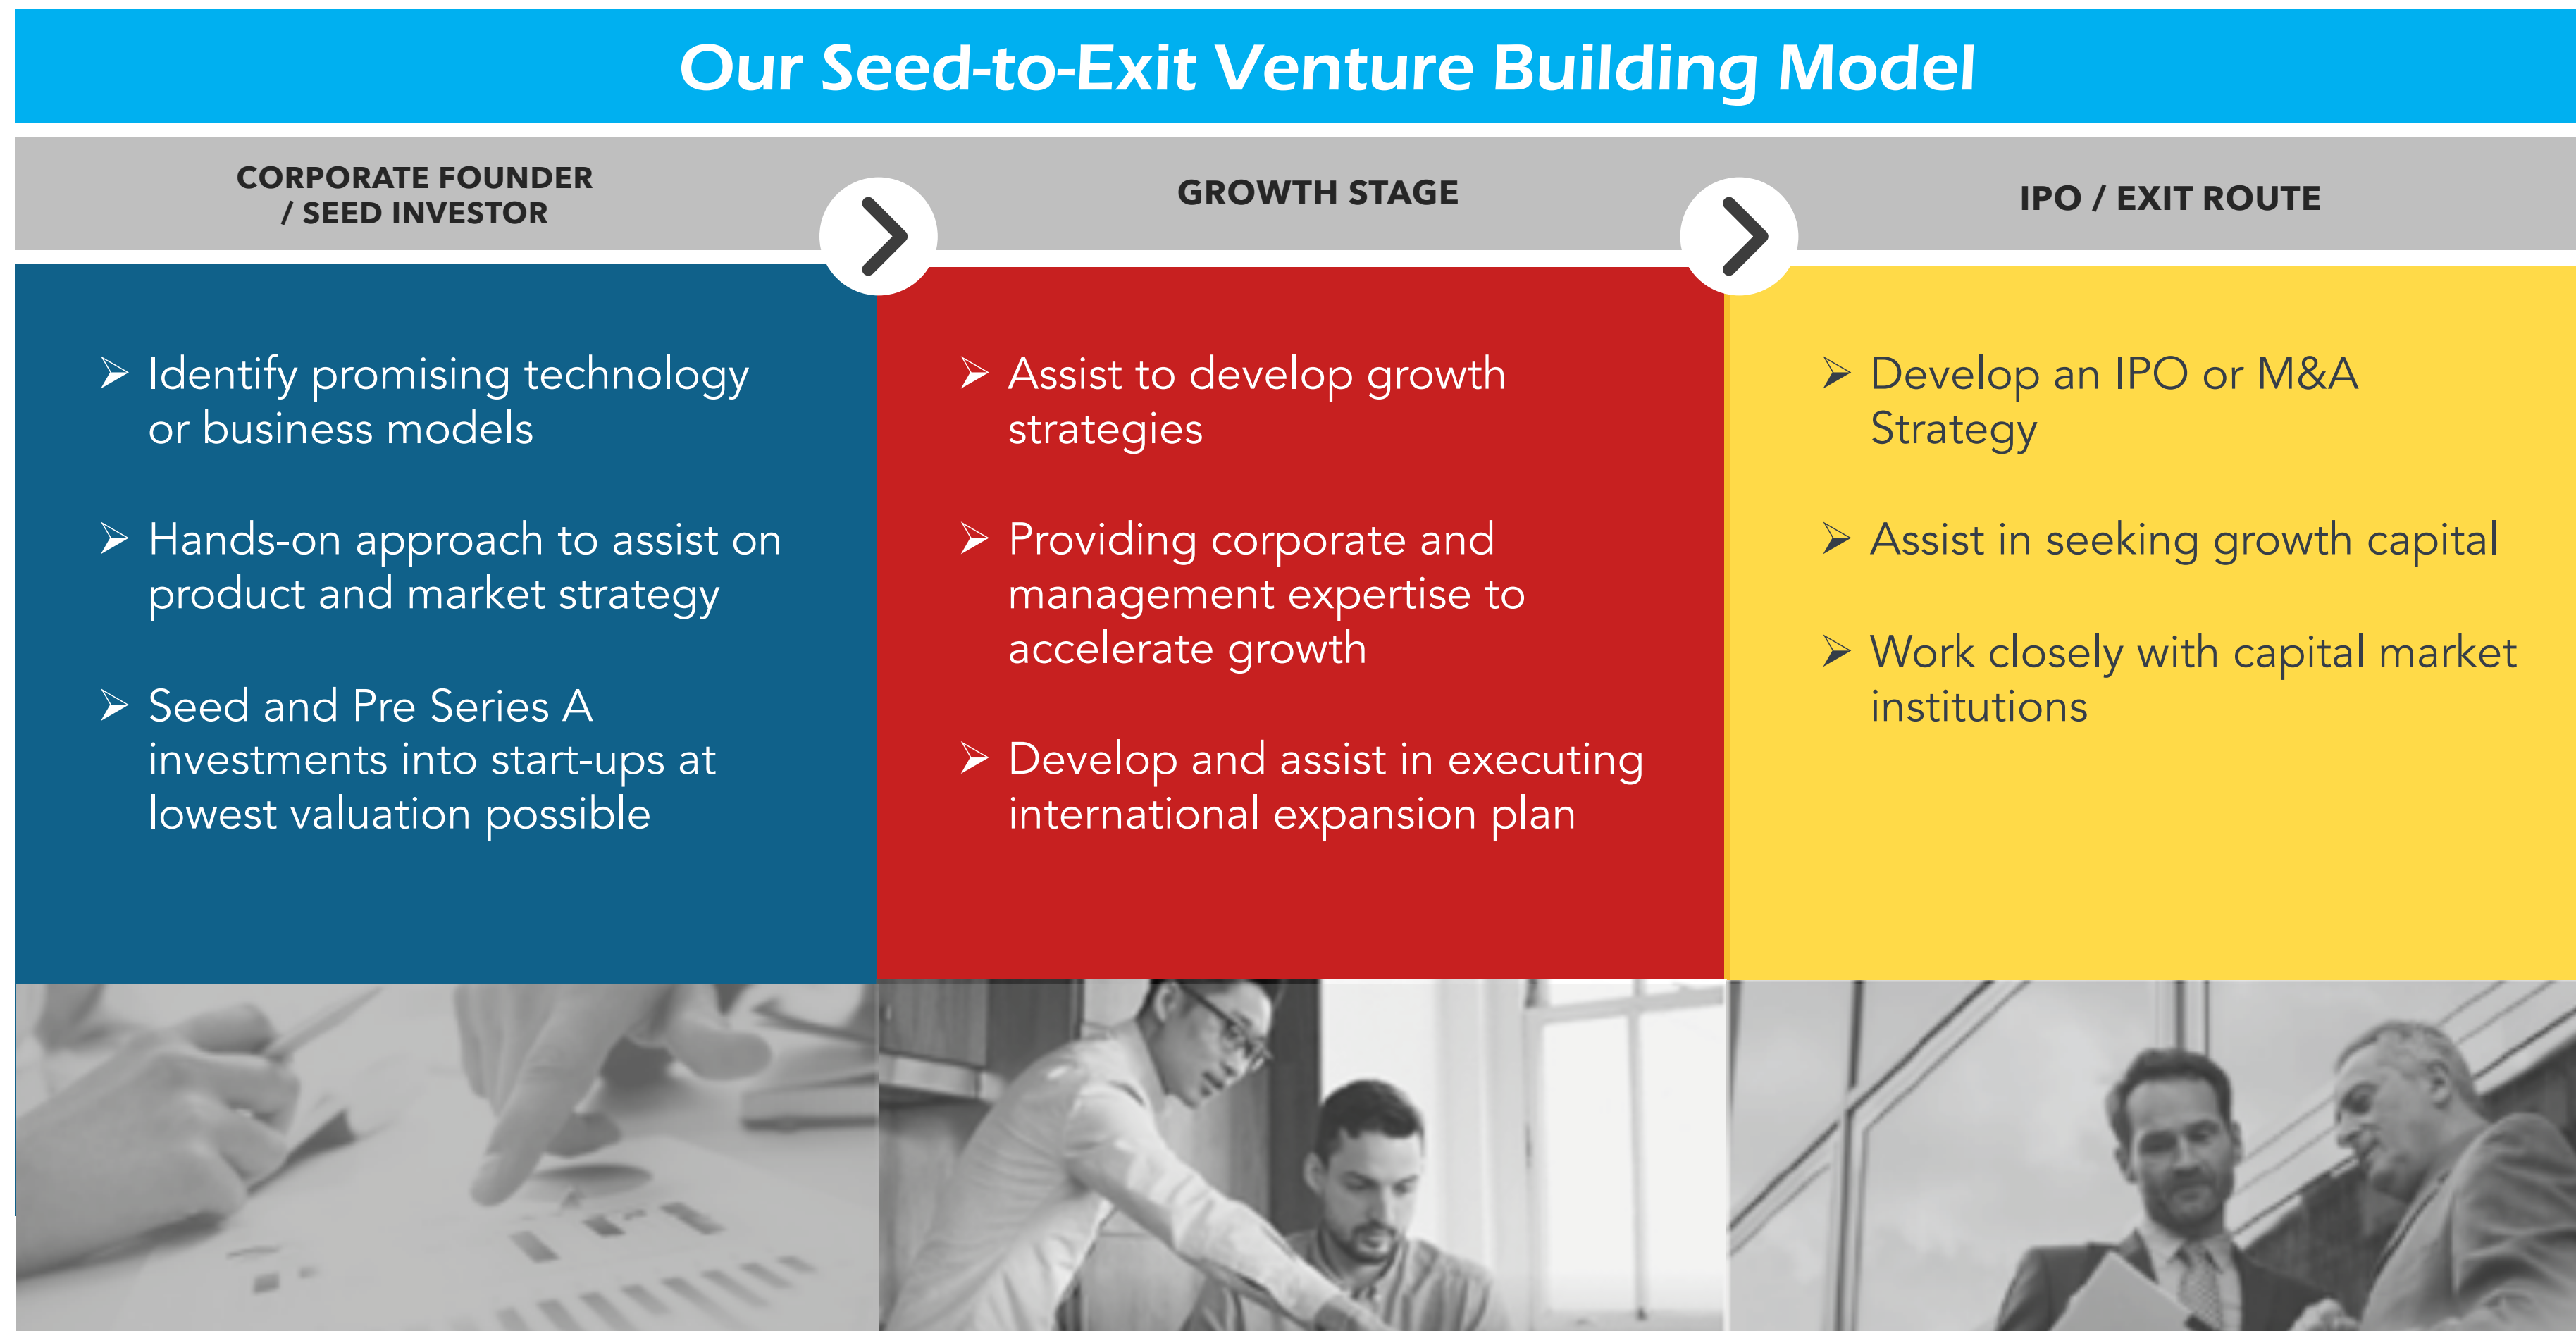 Our Seed-to-Exit Venture Building Model
CORPORATE FOUNDER
/ SEED INVESTOR
GROWTH STAGE
IPO / EXIT ROUTE
➢ Identify promising technology
or business models
➢ Hands-on approach to assist on
product and market strategy
➢ Seed and Pre Series A
investments into start-ups at
lowest valuation possible
➢ Assist to develop growth
strategies
➢ Providing corporate and
management expertise to
accelerate growth
➢ Develop and assist in executing
international expansion plan
➢ Develop an IPO or M&A
Strategy
➢ Assist in seeking growth capital
➢ Work closely with capital market
institutions